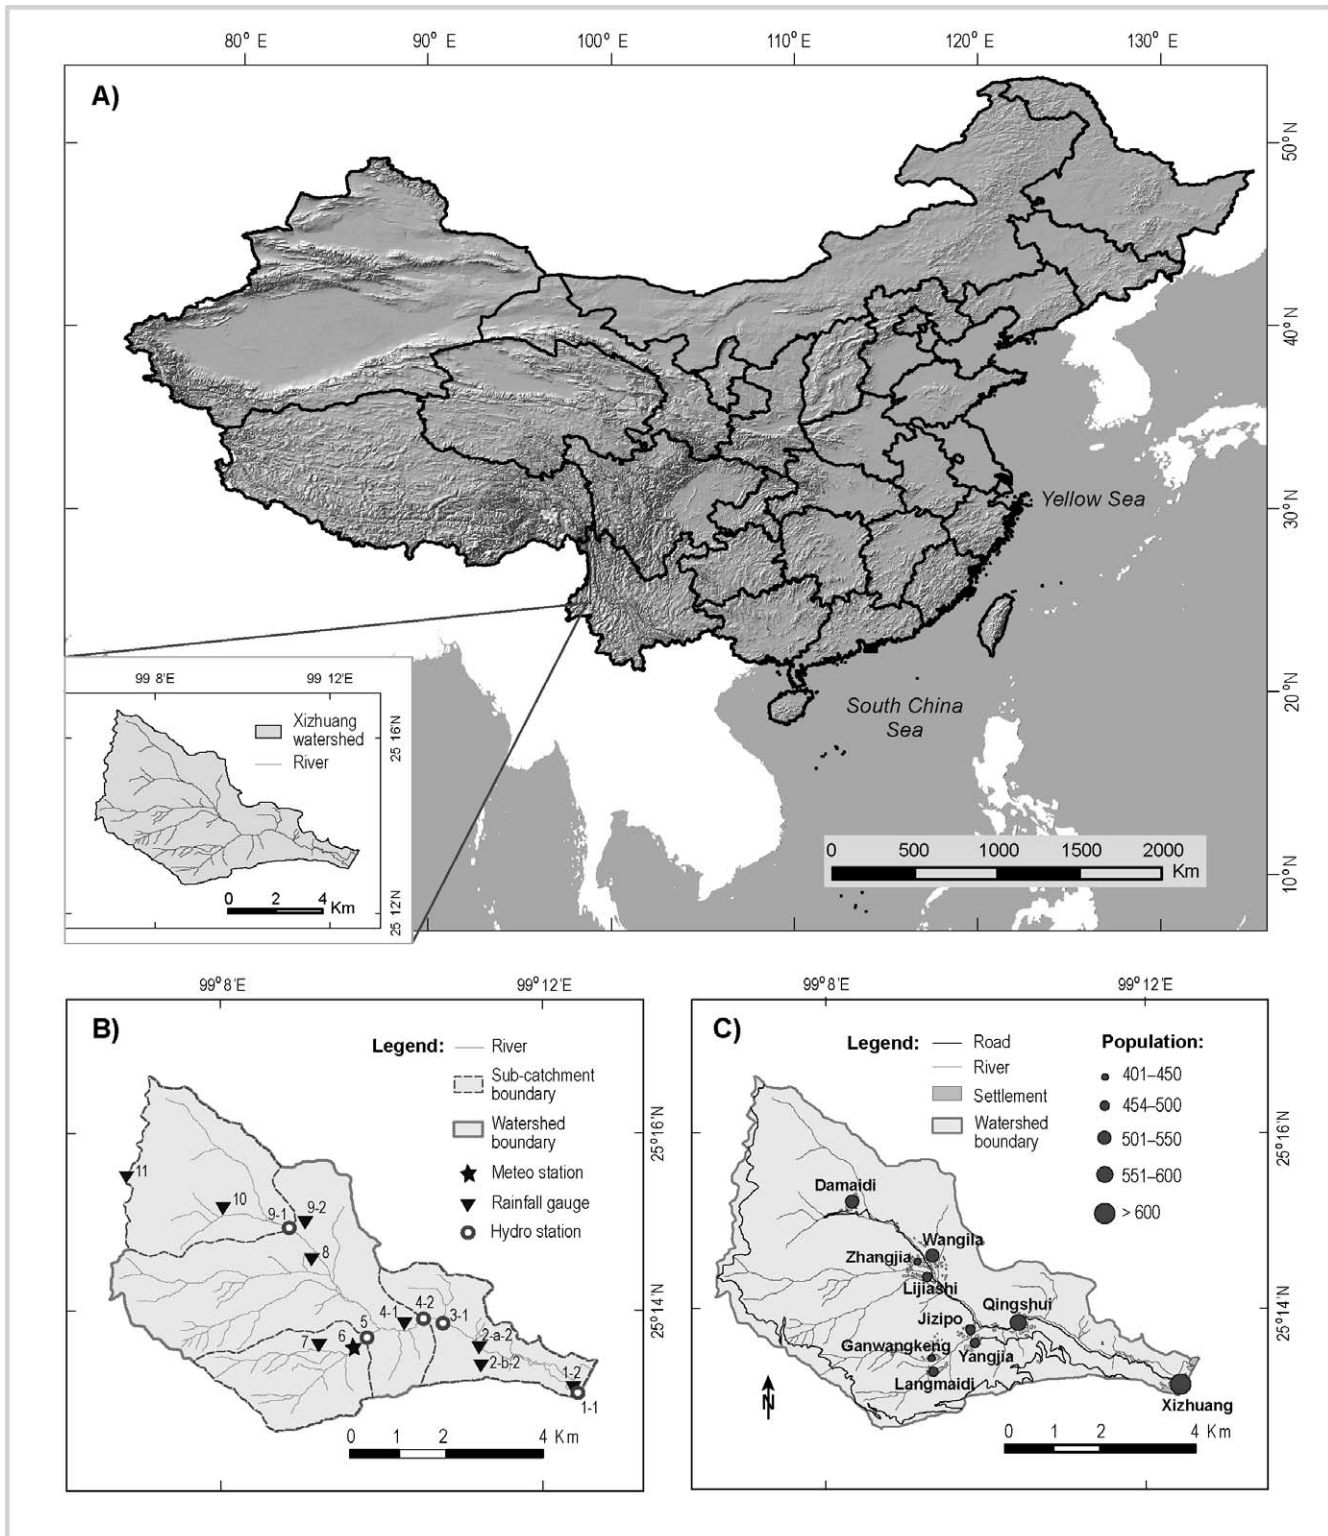 80° E
90° E
100° E
110° E
120° E
130° E
A)
50° N
40° N
30° N
20° N
10° N
Yellow Sea
South China
Sea
0 500 1000 1500 2000
Km
99 8'E
99 12'E
Xizhuang
watershed
River
25 16'N
25 12'N
0 2 4
Km
99° 8'E
99° 12'E
B)
Legend:
River
Sub-catchment
boundary
Watershed
boundary
Meteo station
Rainfall gauge
Hydro station
25° 16'N
25° 14'N
11
10
9-1
9-2
8
4-1
4-2
3-1
5
6
7
2-a-2
2-b-2
1-2
1-1
0 1 2 4 Km
99° 8'E
99° 12'E
C)
Legend:
Road
River
Settlement
Watershed
boundary
Population:
401–450
454–500
501–550
551–600
> 600
25° 16'N
25° 14'N
Damaidi
Wangjia
Zhangjia
Lijiashi
Qingshui
Jizipo
Ganwangkeng
Yangjia
Langmaidi
Xizhuang
N
0 1 2 4 Km